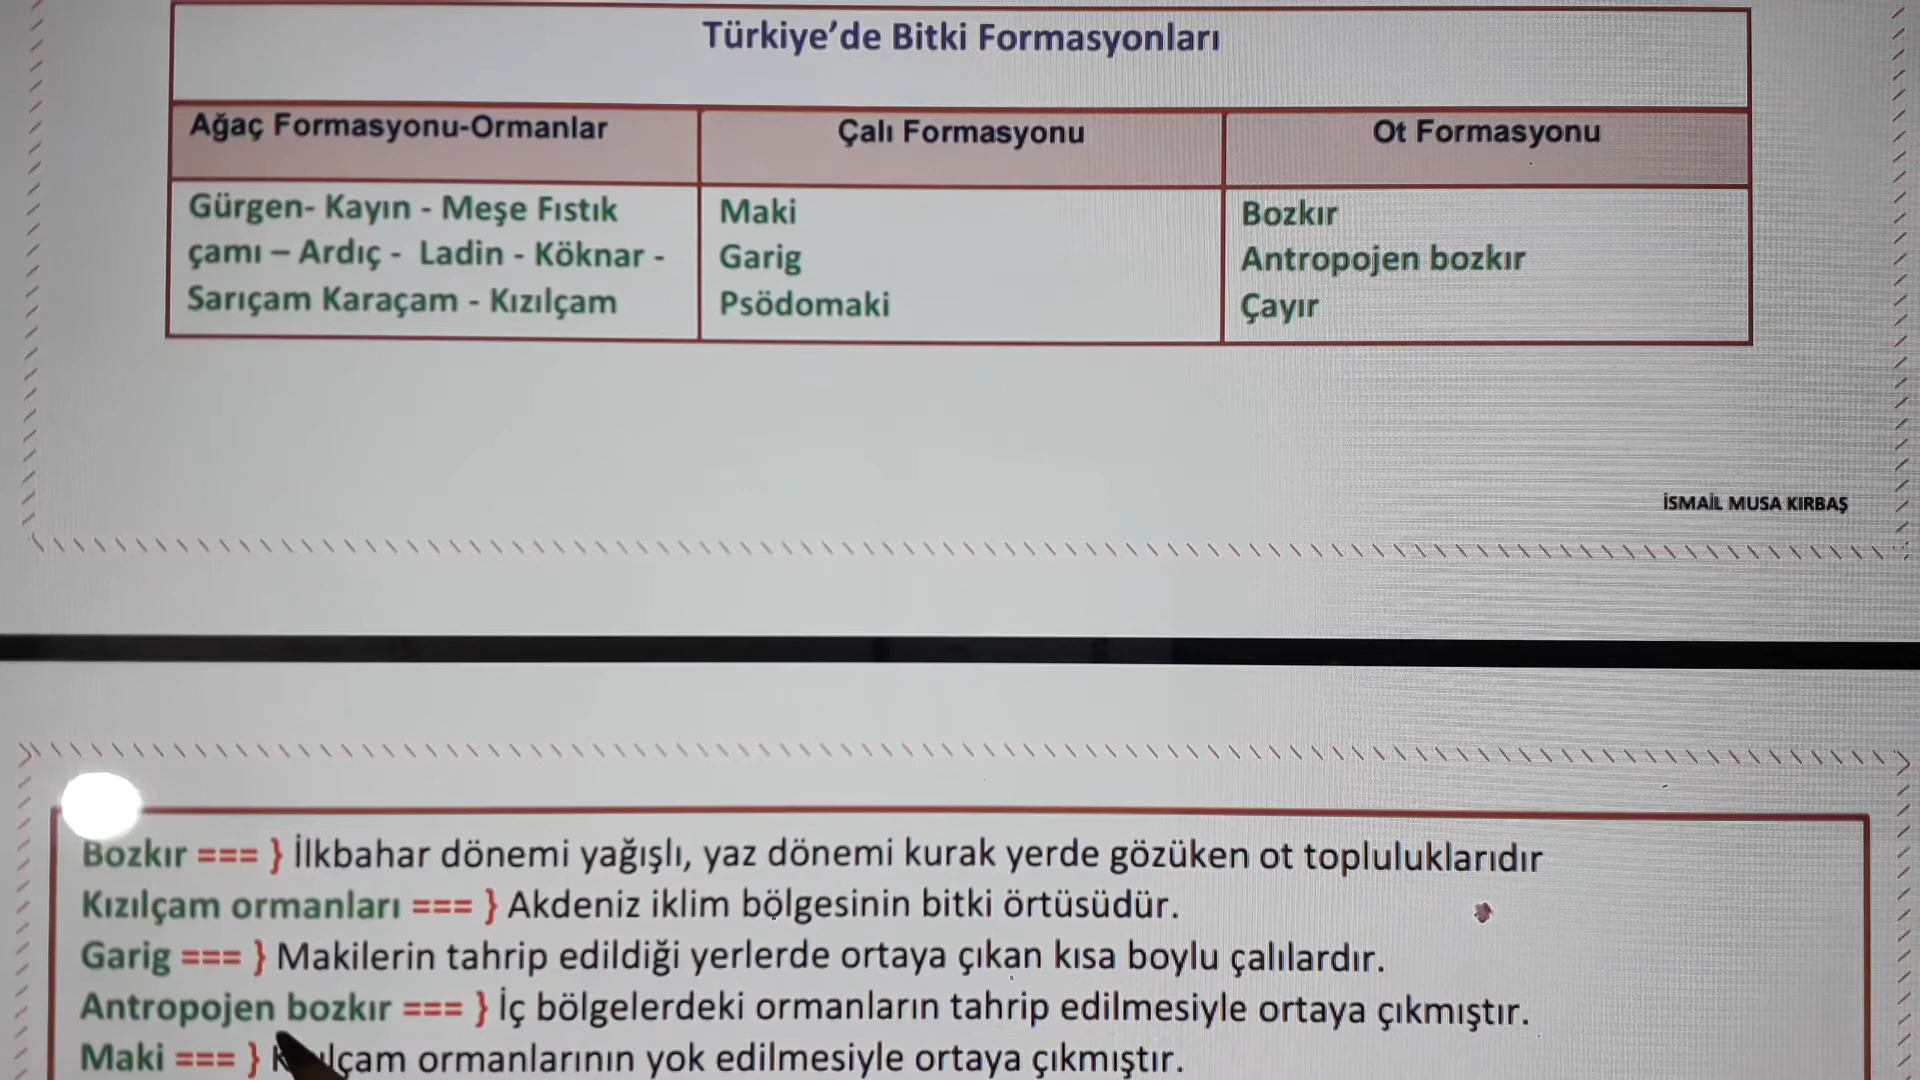 Türkiye’de Bitki Formasyonları
Ağaç Formasyonu-Ormanlar
Çalı Formasyonu
Ot Formasyonu
Gürgen- Kayın - Meşe Fıstık
çamı – Ardıç - Ladin - Köknar -
Sarıçam Karaçam - Kızılçam
Maki
Garig
Psödomaki
Bozkır
Antropojen bozkır
Çayır
İSMAİL MUSA KIRBAŞ
Bozkır === } İlkbahar dönemi yağışlı, yaz dönemi kurak yerde gözüken ot topluluklarıdır
Kızılçam ormanları === } Akdeniz iklim bölgesinin bitki örtüsüdür.
Garig === } Makilerin tahrip edildiği yerlerde ortaya çıkan kısa boylu çalılardır.
Antropojen bozkır === } İç bölgelerdeki ormanların tahrip edilmesiyle ortaya çıkmıştır.
Maki === } Kızılçam ormanlarının yok edilmesiyle ortaya çıkmıştır.